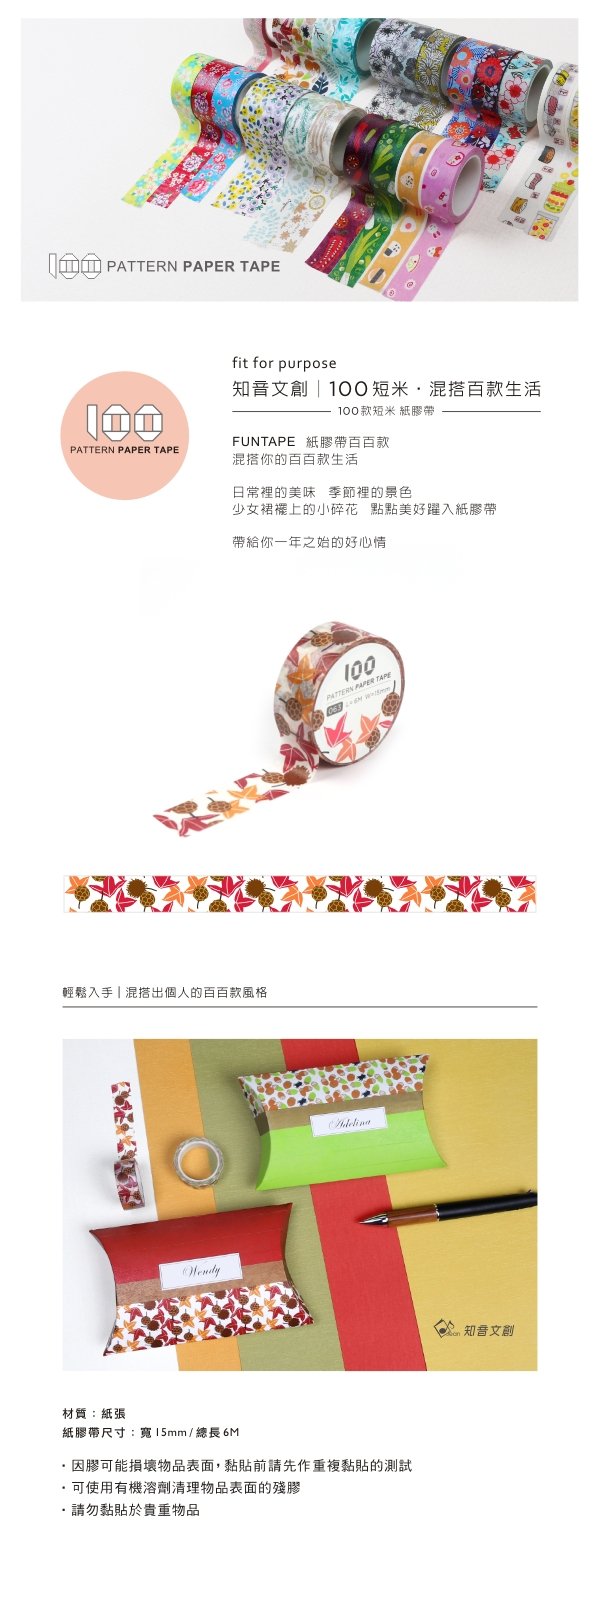 100 PATTERN PAPER TAPE
fit for purpose
知音文創｜100短米・混搭百款生活
100款短米 紙膠帶
100
PATTERN PAPER TAPE
FUNTAPE 紙膠帶百百款
混搭你的百百款生活
日常裡的美味 季節裡的景色
少女裙襬上的小碎花 點點美好躍入紙膠帶
帶給你一年之始的好心情
100
PATTERN PAPER TAPE
063 L=6M W=15mm
輕鬆入手｜混搭出個人的百百款風格
Adelina
Wendy
知音文創
材質：紙張
紙膠帶尺寸：寬15mm/總長6M
・因膠可能損壞物品表面，黏貼前請先作重複黏貼的測試
・可使用有機溶劑清理物品表面的殘膠
・請勿黏貼於貴重物品